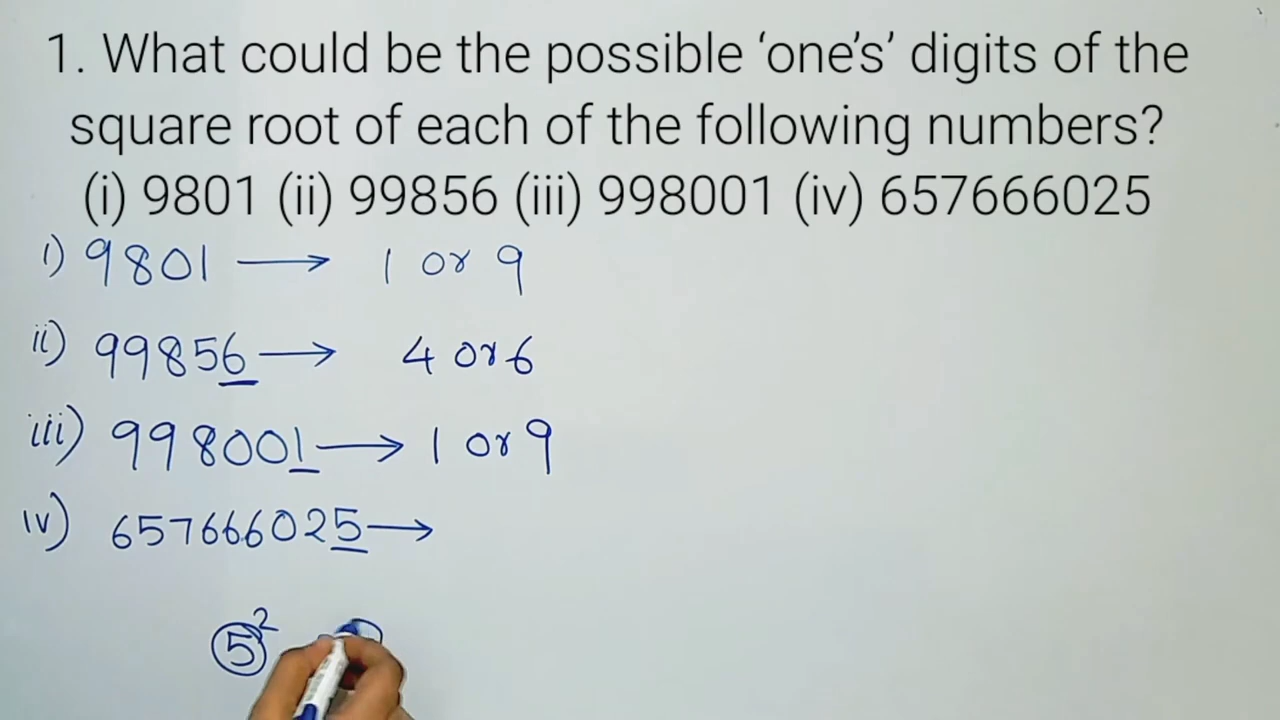 1. What could be the possible ‘one’s’ digits of the
square root of each of the following numbers?
(i) 9801 (ii) 99856 (iii) 998001 (iv) 657666025
i) 9801 → 1 or 9
ii) 99856 → 4 or 6
iii) 998001 → 1 or 9
iv) 657666025 →
5²